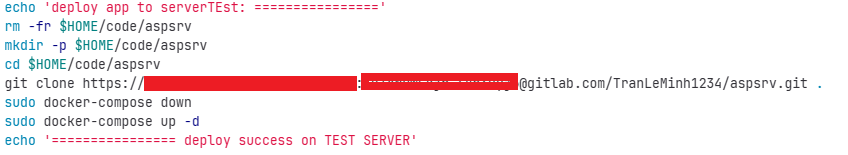 echo 'deploy app to serverTEst: ================'
rm -fr $HOME/code/aspsrv
mkdir -p $HOME/code/aspsrv
cd $HOME/code/aspsrv
git clone https://:@gitlab.com/TranLeMinh1234/aspsrv.git .
sudo docker-compose down
sudo docker-compose up -d
echo '================ deploy success on TEST SERVER'